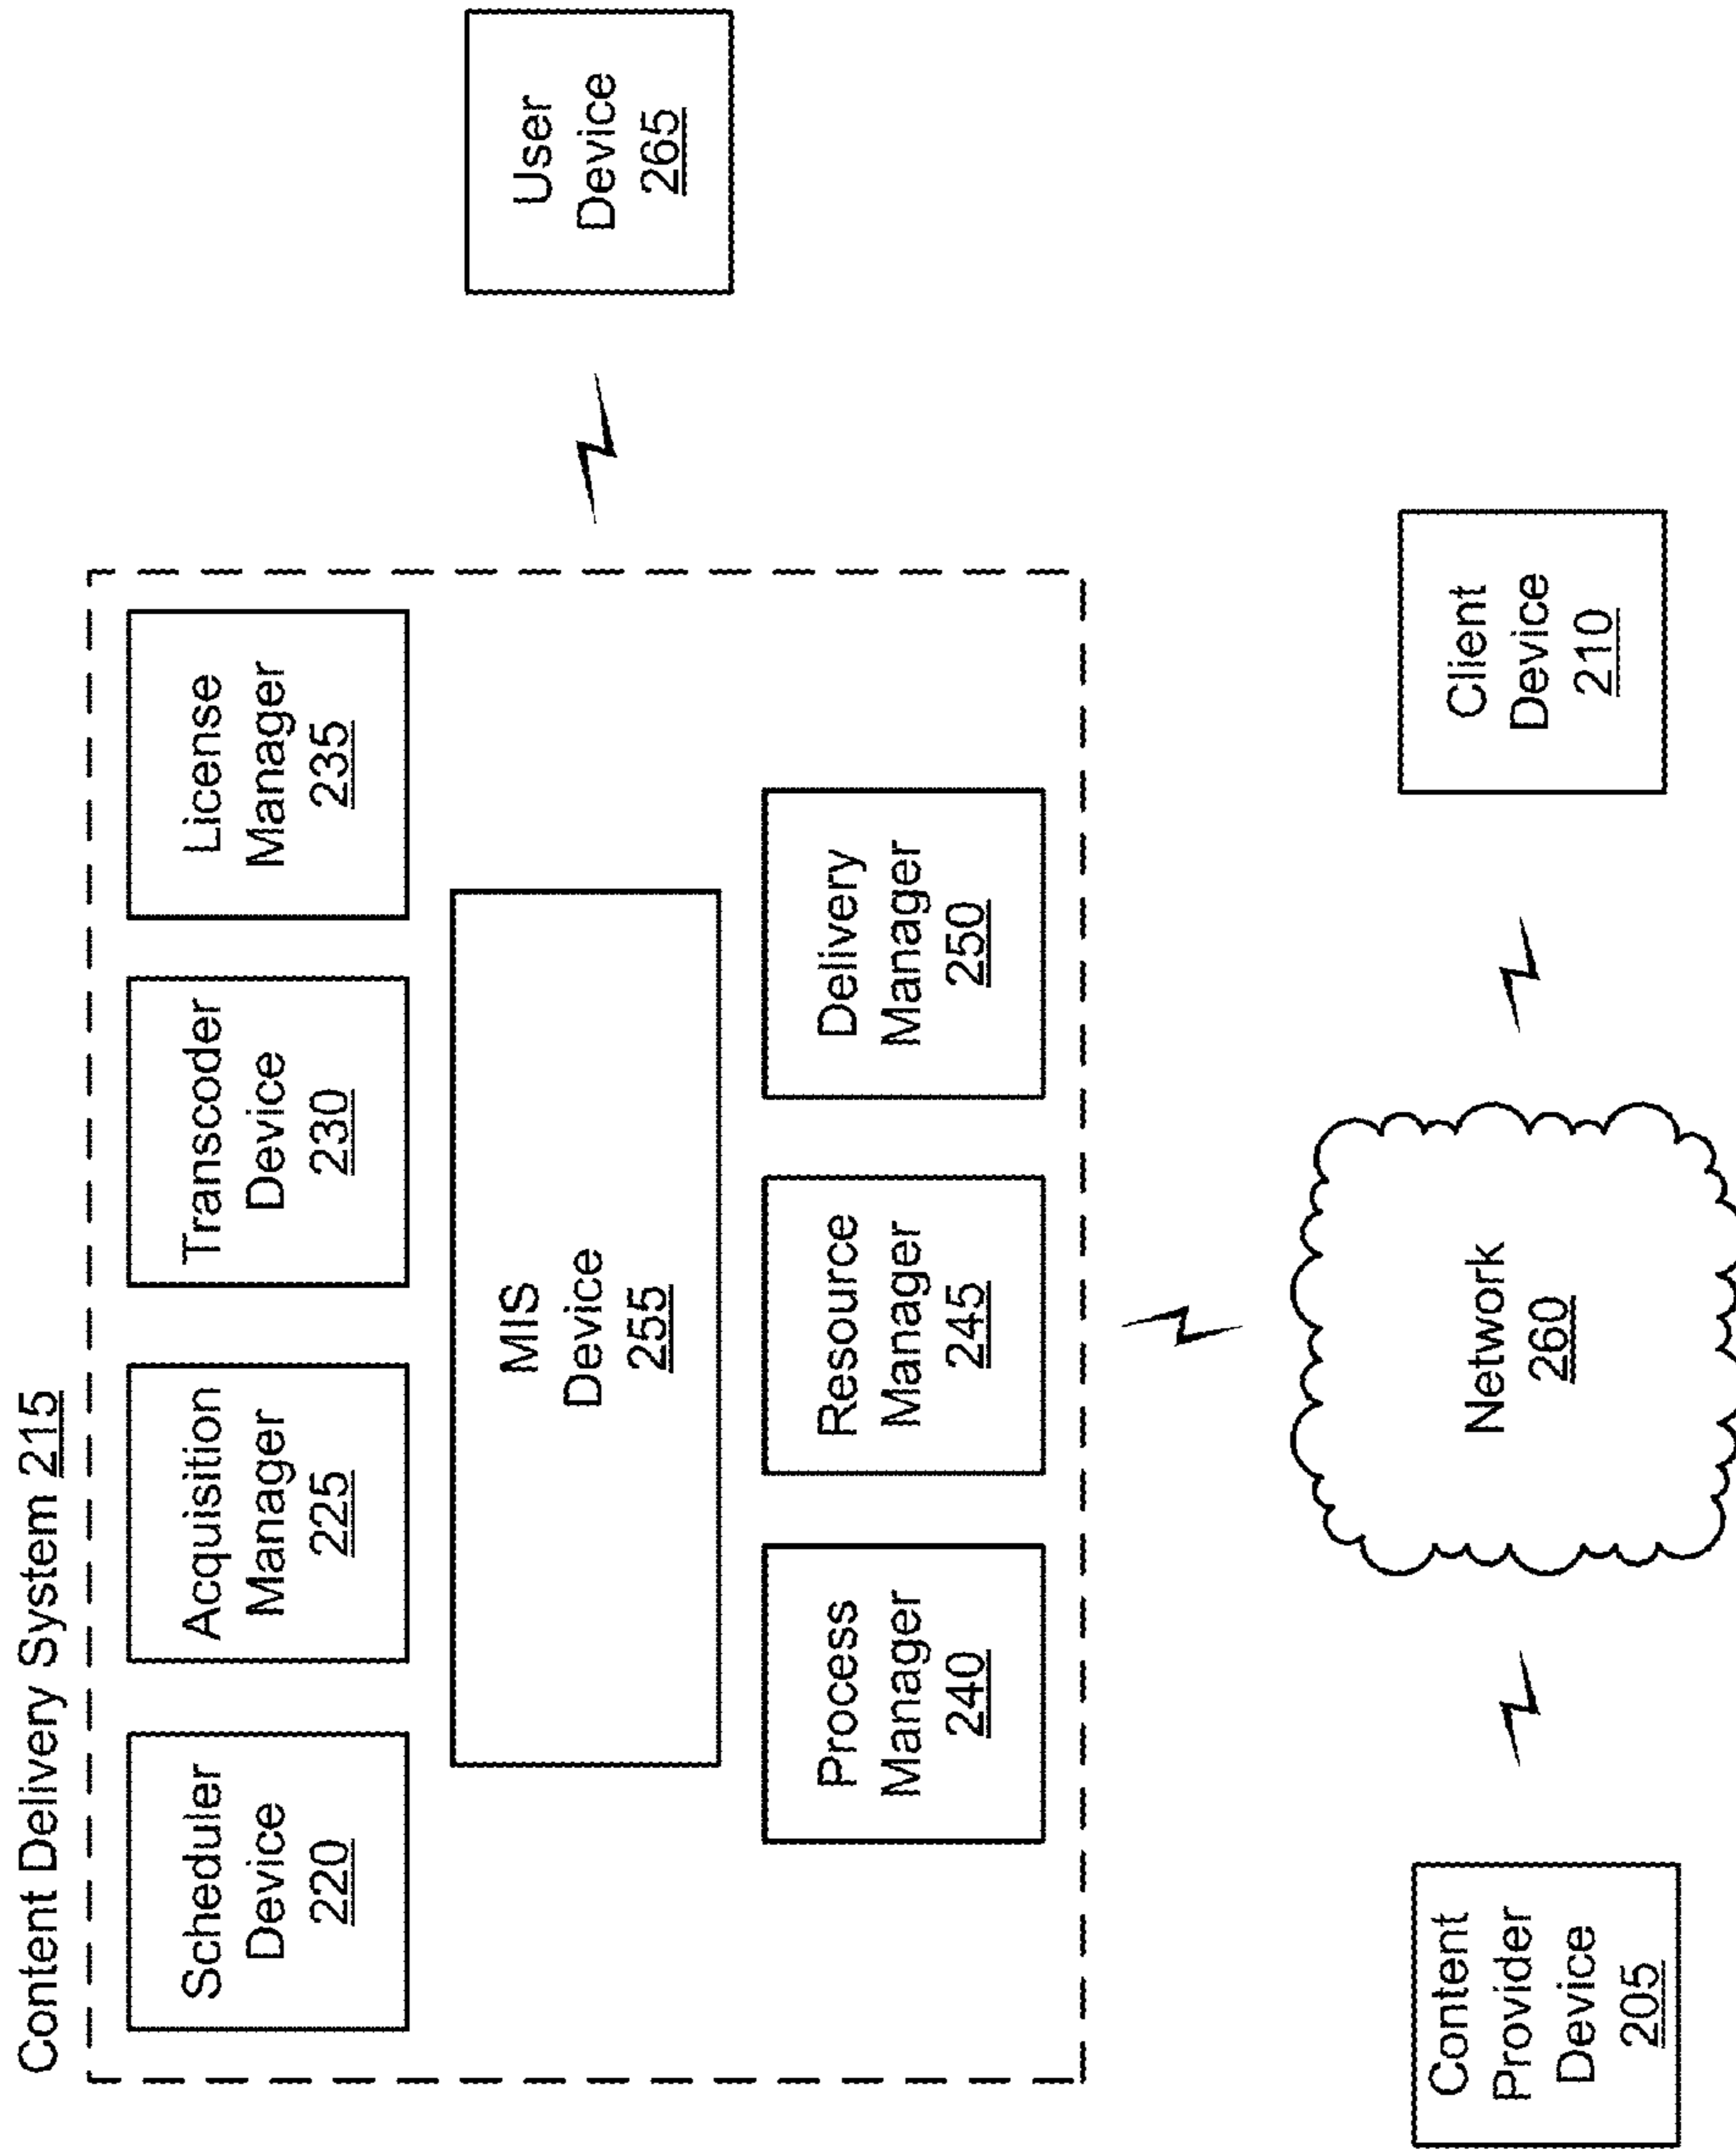 Content Delivery System 215
Scheduler
Device
220
Acquisition
Manager
225
Transcoder
Device
230
License
Manager
235
MIS
Device
255
User
Device
265
Process
Manager
240
Resource
Manager
245
Delivery
Manager
250
Content
Provider
Device
205
Network
260
Client
Device
210